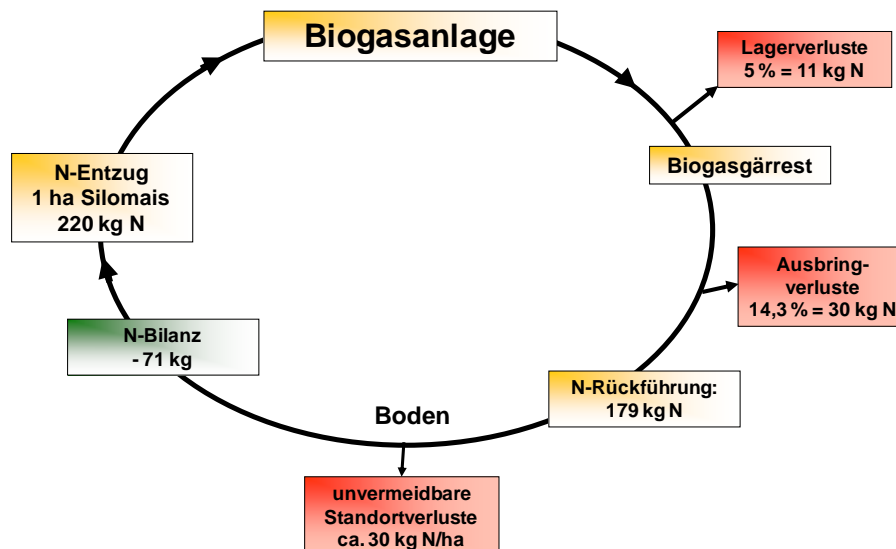 Biogasanlage
Lagerverluste
5 % = 11 kg N
Biogasgärrest
Ausbring-
verluste
14,3 % = 30 kg N
N-Rückführung:
179 kg N
Boden
unvermeidbare
Standortverluste
ca. 30 kg N/ha
N-Bilanz
- 71 kg
N-Entzug
1 ha Silomais
220 kg N